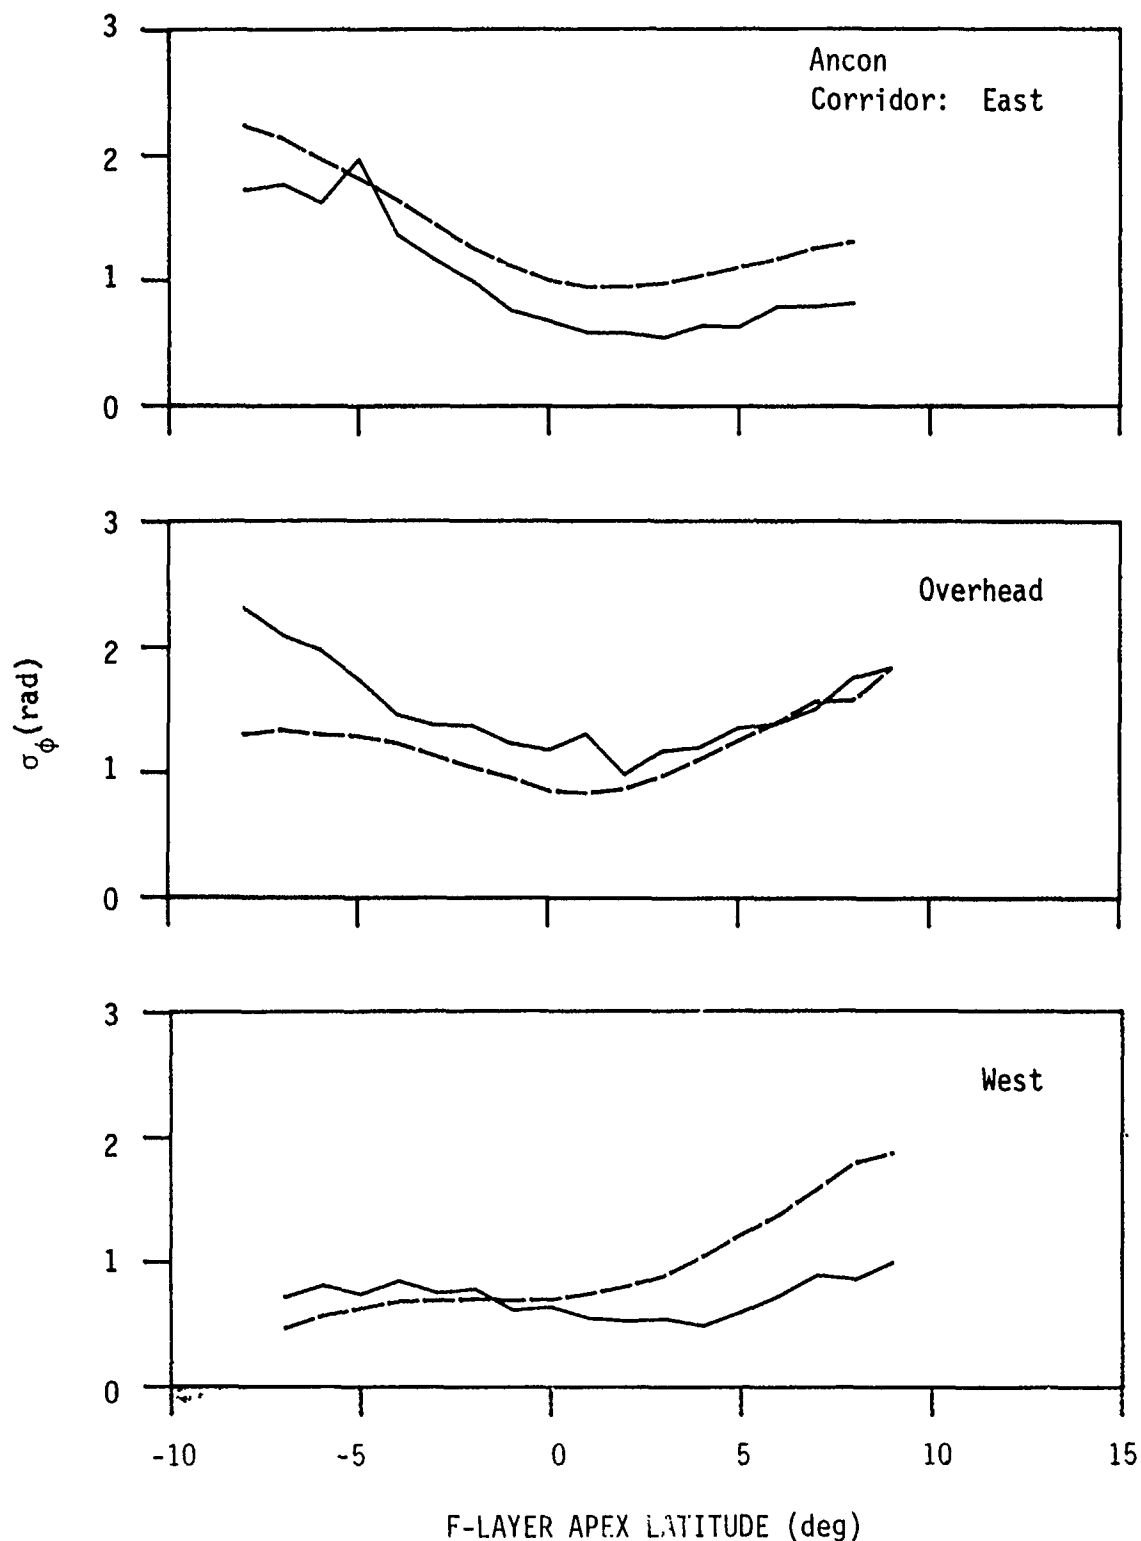 3
2
1
0
Ancon
Corridor: East
3
2
1
0
Overhead
σϕ(rad)
3
2
1
0
West
-10 -5 0 5 10 15
F-LAYER APEX LATITUDE (deg)